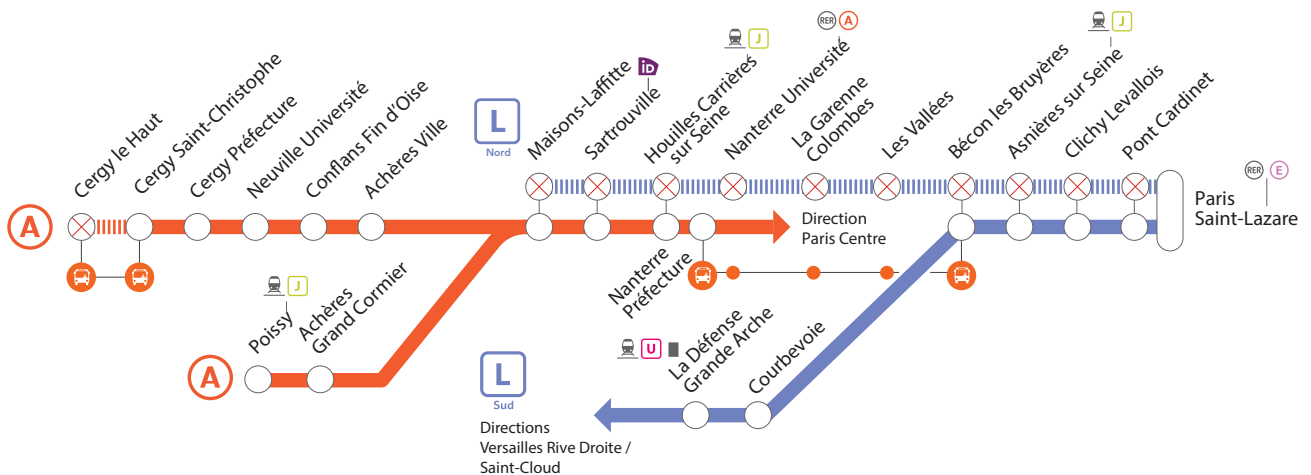 A
Cergy le Haut
Cergy Saint-Christophe
Cergy Préfecture
Neuville Université
Conflans Fin d'Oise
Achères Ville
L
Nord
Maisons-Laffitte
iD
Sartrouville
J
Houilles Carrières
sur Seine
RER A
Nanterre Université
La Garenne
Colombes
Les Vallées
Bécon les Bruyères
J
Asnières sur Seine
Clichy Levallois
Pont Cardinet
RER E
Paris
Saint-Lazare
Direction
Paris Centre
Nanterre
Préfecture
A
J
Poissy
Achères
Grand Cormier
L
Sud
Directions
Versailles Rive Droite /
Saint-Cloud
U
La Défense
Grande Arche
Courbevoie